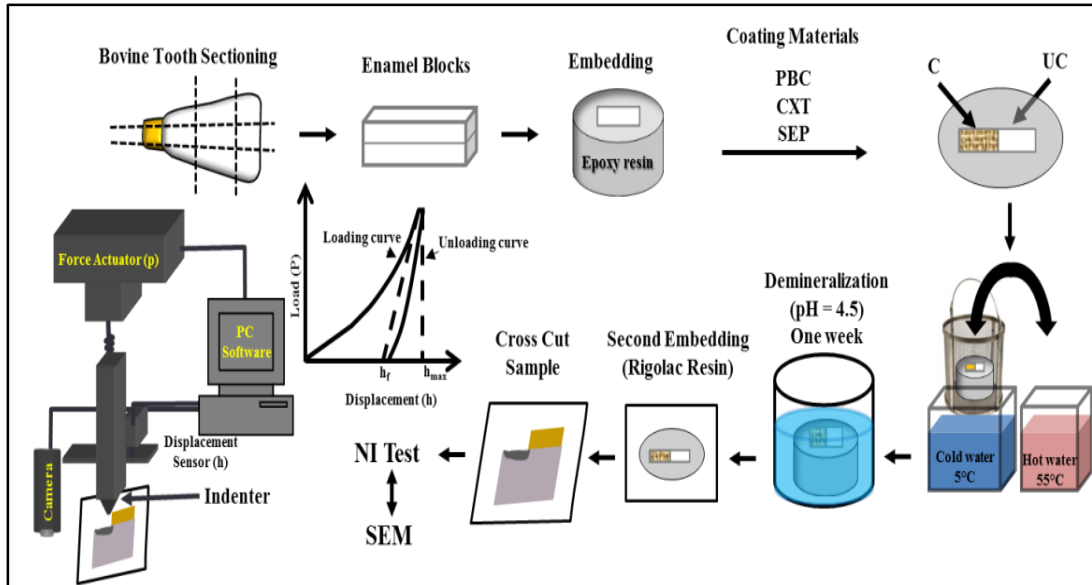 Bovine Tooth Sectioning
Enamel Blocks
Embedding
Epoxy resin
Coating Materials
PBC
CXT
SEP
C
UC
Cold water
5°C
Hot water
55°C
Demineralization
(pH = 4.5)
One week
Second Embedding
(Rigolac Resin)
Cross Cut
Sample
NI Test
SEM
Force Actuator (p)
PC
Software
Displacement
Sensor (h)
Camera
Indenter
Load (P)
Loading curve
Unloading curve
hf
hmax
Displacement (h)